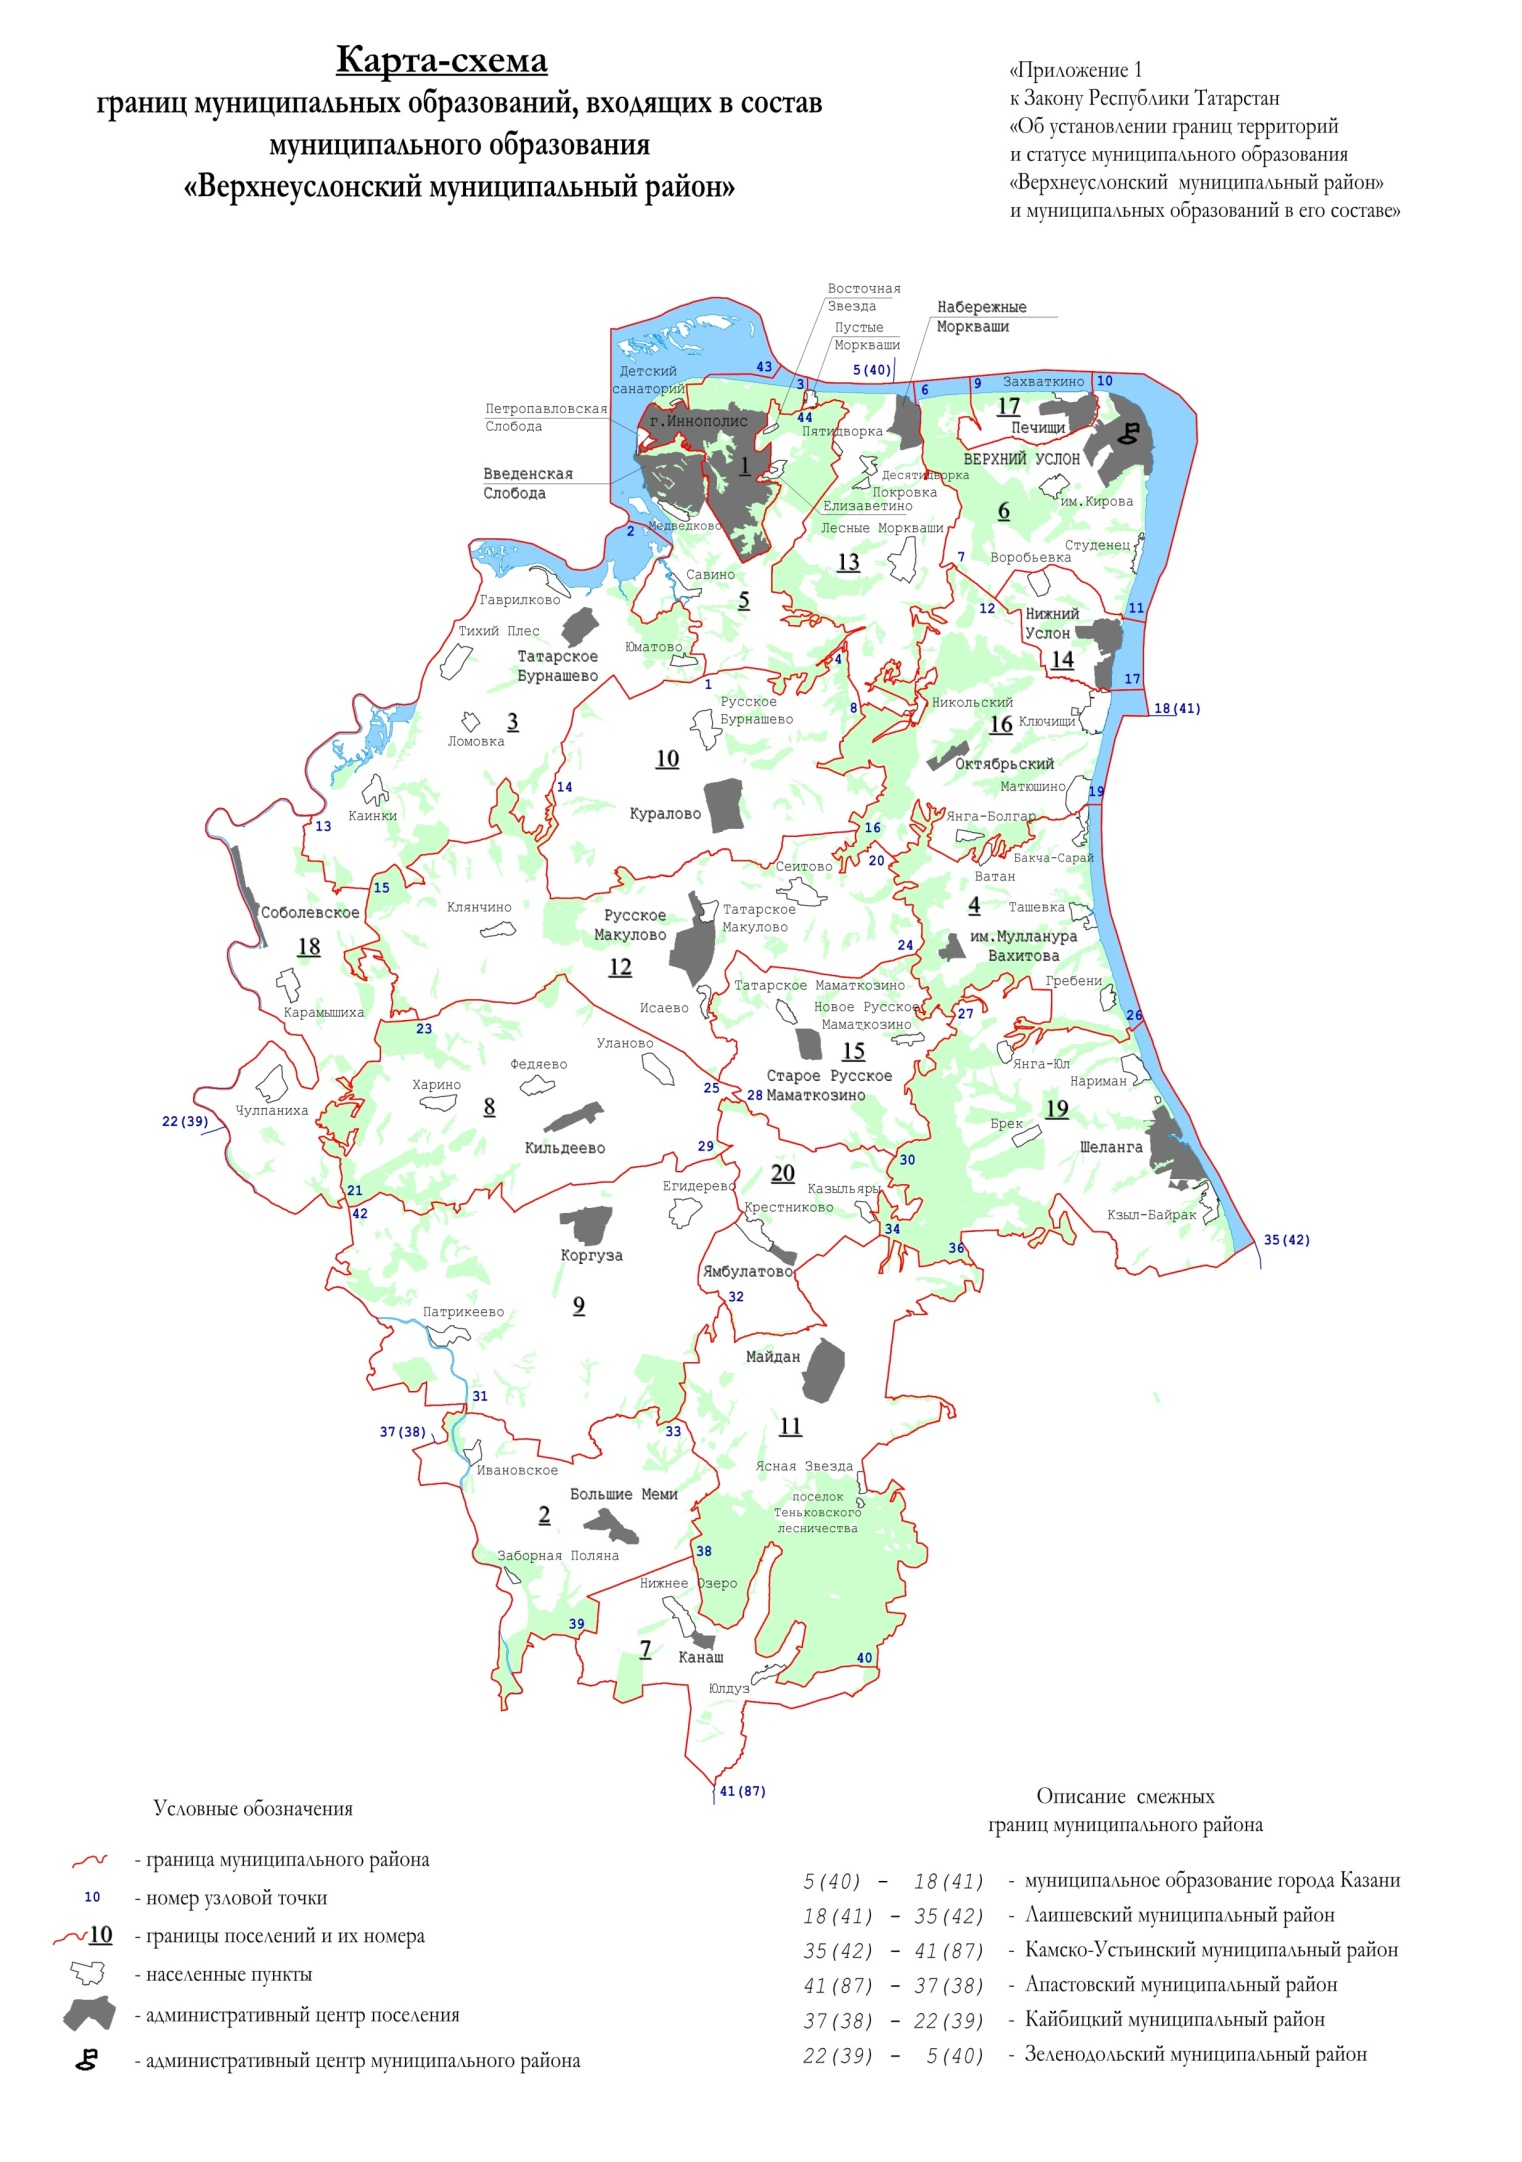 Карта-схема
границ муниципальных образований, входящих в состав
муниципального образования
«Верхнеуслонский муниципальный район»
«Приложение 1
к Закону Республики Татарстан
«Об установлении границ территорий
и статусе муниципального образования
«Верхнеуслонский муниципальный район»
и муниципальных образований в его составе»
Восточная
Звезда
Пустые
Моркваши
Набережные
Моркваши
43
5(40)
3
6
9
Захваткино
10
Детский
санаторий
44
17
Печищи
Петропавловская
Слобода
г.Иннополис
Пятидворка
ВЕРХНИЙ УСЛОН
1
Введенская
Слобода
Десятидворка
Покровка
им.Кирова
Елизаветино
6
Медведково
Лесные Моркваши
2
Студенец
Воробьевка
7
13
Савино
Гаврилково
5
12
11
Нижний
Услон
Тихий Плес
Юматово
Татарское
Бурнашево
4
14
1
17
Русское
Бурнашево
8
Никольский
18(41)
3
Ключищи
16
Ломовка
10
Октябрьский
14
Матюшино
19
Каинки
Куралово
Янга-Болгар
13
16
20
Бакча-Сарай
Сеитово
Ватан
15
Клянчино
Русское
Макулово
Татарское
Макулово
4
Ташевка
Соболевское
24
им.Мулланура
Вахитова
18
12
Татарское Маматкозино
Гребени
Карамышиха
Исаево
Новое Русское
Маматкозино
27
26
23
15
Уланово
Янга-Юл
Федяево
Старое Русское
Маматкозино
Нариман
Харино
25
28
Чулпаниха
8
19
22(39)
Брек
Кильдеево
29
Шеланга
30
20
21
Егидерево
Казыльяры
42
Крестниково
Кзыл-Байрак
34
36
35(42)
Коргуза
Ямбулатово
32
9
Патрикеево
Майдан
31
11
37(38)
33
Ясная Звезда
Ивановское
Большие Меми
поселок
Теньковского
лесничества
2
Заборная Поляна
38
Нижнее Озеро
39
7
Канаш
40
Юлдуз
41(87)
Условные обозначения
- граница муниципального района
10 - номер узловой точки
10 - границы поселений и их номера
- населенные пункты
- административный центр поселения
- административный центр муниципального района
Описание смежных
границ муниципального района
5(40) - 18(41) - муниципальное образование города Казани
18(41) - 35(42) - Лаишевский муниципальный район
35(42) - 41(87) - Камско-Устьинский муниципальный район
41(87) - 37(38) - Апастовский муниципальный район
37(38) - 22(39) - Кайбицкий муниципальный район
22(39) - 5(40) - Зеленодольский муниципальный район